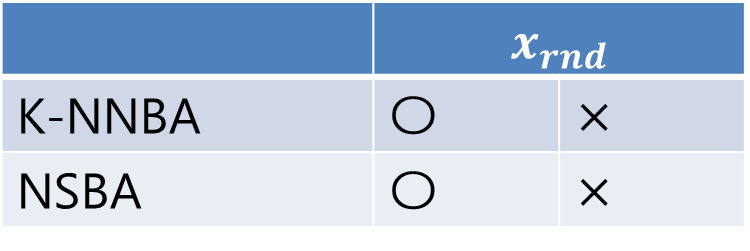 x_rnd
K-NNBA ○ ×
NSBA ○ ×